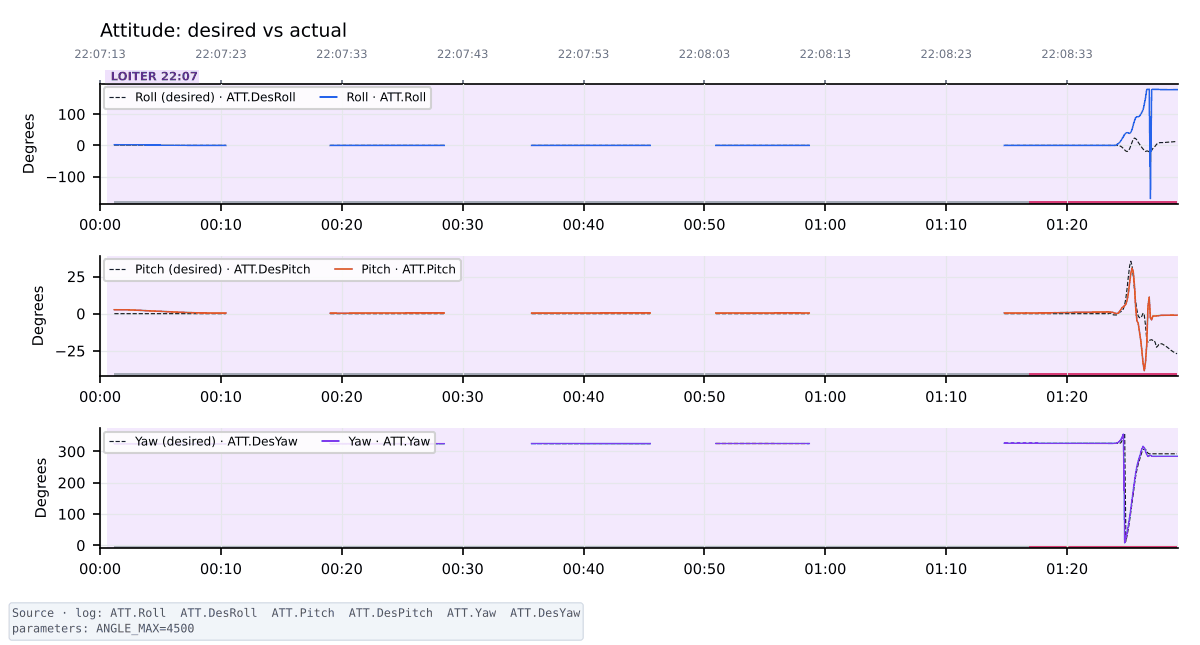 Attitude: desired vs actual
22:07:13 22:07:23 22:07:33 22:07:43 22:07:53 22:08:03 22:08:13 22:08:23 22:08:33
LOITER 22:07
Roll (desired) · ATT.DesRoll Roll · ATT.Roll
Degrees
100
0
−100
00:00 00:10 00:20 00:30 00:40 00:50 01:00 01:10 01:20
Pitch (desired) · ATT.DesPitch Pitch · ATT.Pitch
Degrees
25
0
−25
00:00 00:10 00:20 00:30 00:40 00:50 01:00 01:10 01:20
Yaw (desired) · ATT.DesYaw Yaw · ATT.Yaw
Degrees
300
200
100
0
00:00 00:10 00:20 00:30 00:40 00:50 01:00 01:10 01:20
Source · log: ATT.Roll ATT.DesRoll ATT.Pitch ATT.DesPitch ATT.Yaw ATT.DesYaw
parameters: ANGLE_MAX=4500